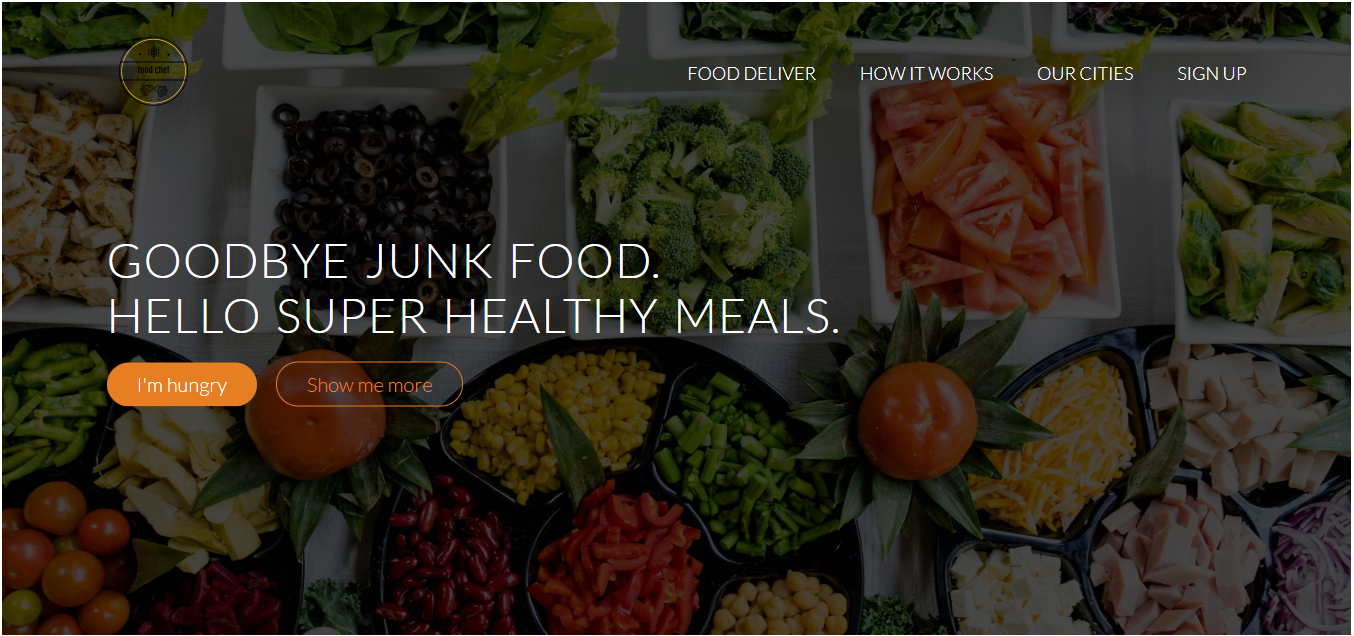 food chef
FOOD DELIVER
HOW IT WORKS
OUR CITIES
SIGN UP
GOODBYE JUNK FOOD.
HELLO SUPER HEALTHY MEALS.
I'm hungry
Show me more